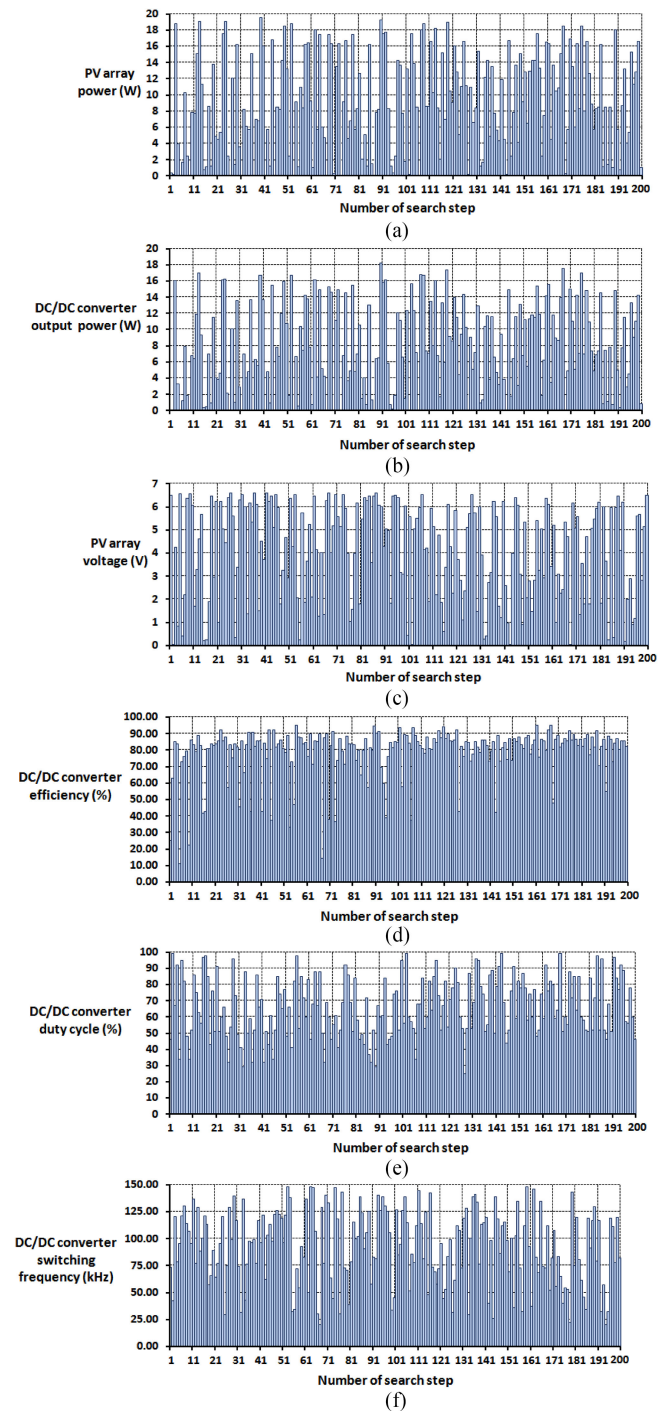 PV array
power (W)
20
18
16
14
12
10
8
6
4
2
0
1 11 21 31 41 51 61 71 81 91 101 111 121 131 141 151 161 171 181 191 200
Number of search step
(a)
DC/DC converter
output power (W)
20
18
16
14
12
10
8
6
4
2
0
1 11 21 31 41 51 61 71 81 91 101 111 121 131 141 151 161 171 181 191 200
Number of search step
(b)
PV array
voltage (V)
7
6
5
4
3
2
1
0
1 11 21 31 41 51 61 71 81 91 101 111 121 131 141 151 161 171 181 191 200
Number of search step
(c)
DC/DC converter
efficiency (%)
100.00
90.00
80.00
70.00
60.00
50.00
40.00
30.00
20.00
10.00
0.00
1 11 21 31 41 51 61 71 81 91 101 111 121 131 141 151 161 171 181 191 200
Number of search step
(d)
DC/DC converter
duty cycle (%)
100
90
80
70
60
50
40
30
20
10
0
1 11 21 31 41 51 61 71 81 91 101 111 121 131 141 151 161 171 181 191 200
Number of search step
(e)
DC/DC converter
switching
frequency (kHz)
150.00
125.00
100.00
75.00
50.00
25.00
0.00
1 11 21 31 41 51 61 71 81 91 101 111 121 131 141 151 161 171 181 191 200
Number of search step
(f)